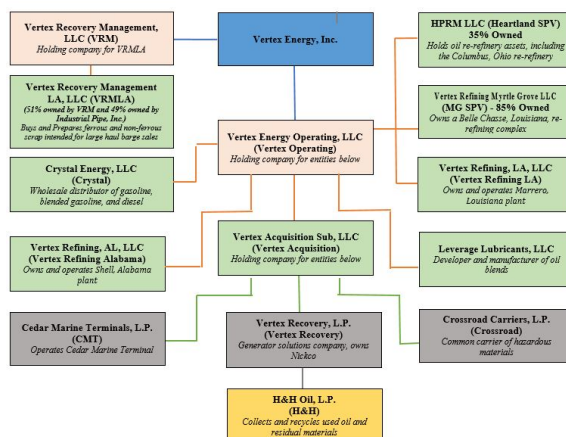 Vertex Recovery Management,
LLC (VRM)
Holding company for VRMLA
Vertex Energy, Inc.
HPRM LLC (Heartland SPV)
35% Owned
Holds oil re-refinery assets, including
the Columbus, Ohio re-refinery
Vertex Recovery Management
LA, LLC (VRMLA)
(51% owned by VRM and 49% owned by
Industrial Pipe, Inc.)
Buys and Prepares ferrous and non-ferrous
scrap intended for large haul barge sales
Vertex Refining Myrtle Grove LLC
(MG SPV) - 85% Owned
Owns a Belle Chasse, Louisiana, re-
refining complex
Vertex Energy Operating, LLC
(Vertex Operating)
Holding company for entities below
Crystal Energy, LLC
(Crystal)
Wholesale distributor of gasoline,
blended gasoline, and diesel
Vertex Refining, LA, LLC
(Vertex Refining LA)
Owns and operates Marrero,
Louisiana plant
Vertex Refining, AL, LLC
(Vertex Refining Alabama)
Owns and operates Shell, Alabama
plant
Vertex Acquisition Sub, LLC
(Vertex Acquisition)
Holding company for entities below
Leverage Lubricants, LLC
Developer and manufacturer of oil
blends
Cedar Marine Terminals, L.P.
(CMT)
Operates Cedar Marine Terminal
Vertex Recovery, L.P.
(Vertex Recovery)
Generator solutions company, owns
Nickco
Crossroad Carriers, L.P.
(Crossroad)
Common carrier of hazardous
materials
H&H Oil, L.P.
(H&H)
Collects and recycles used oil and
residual materials